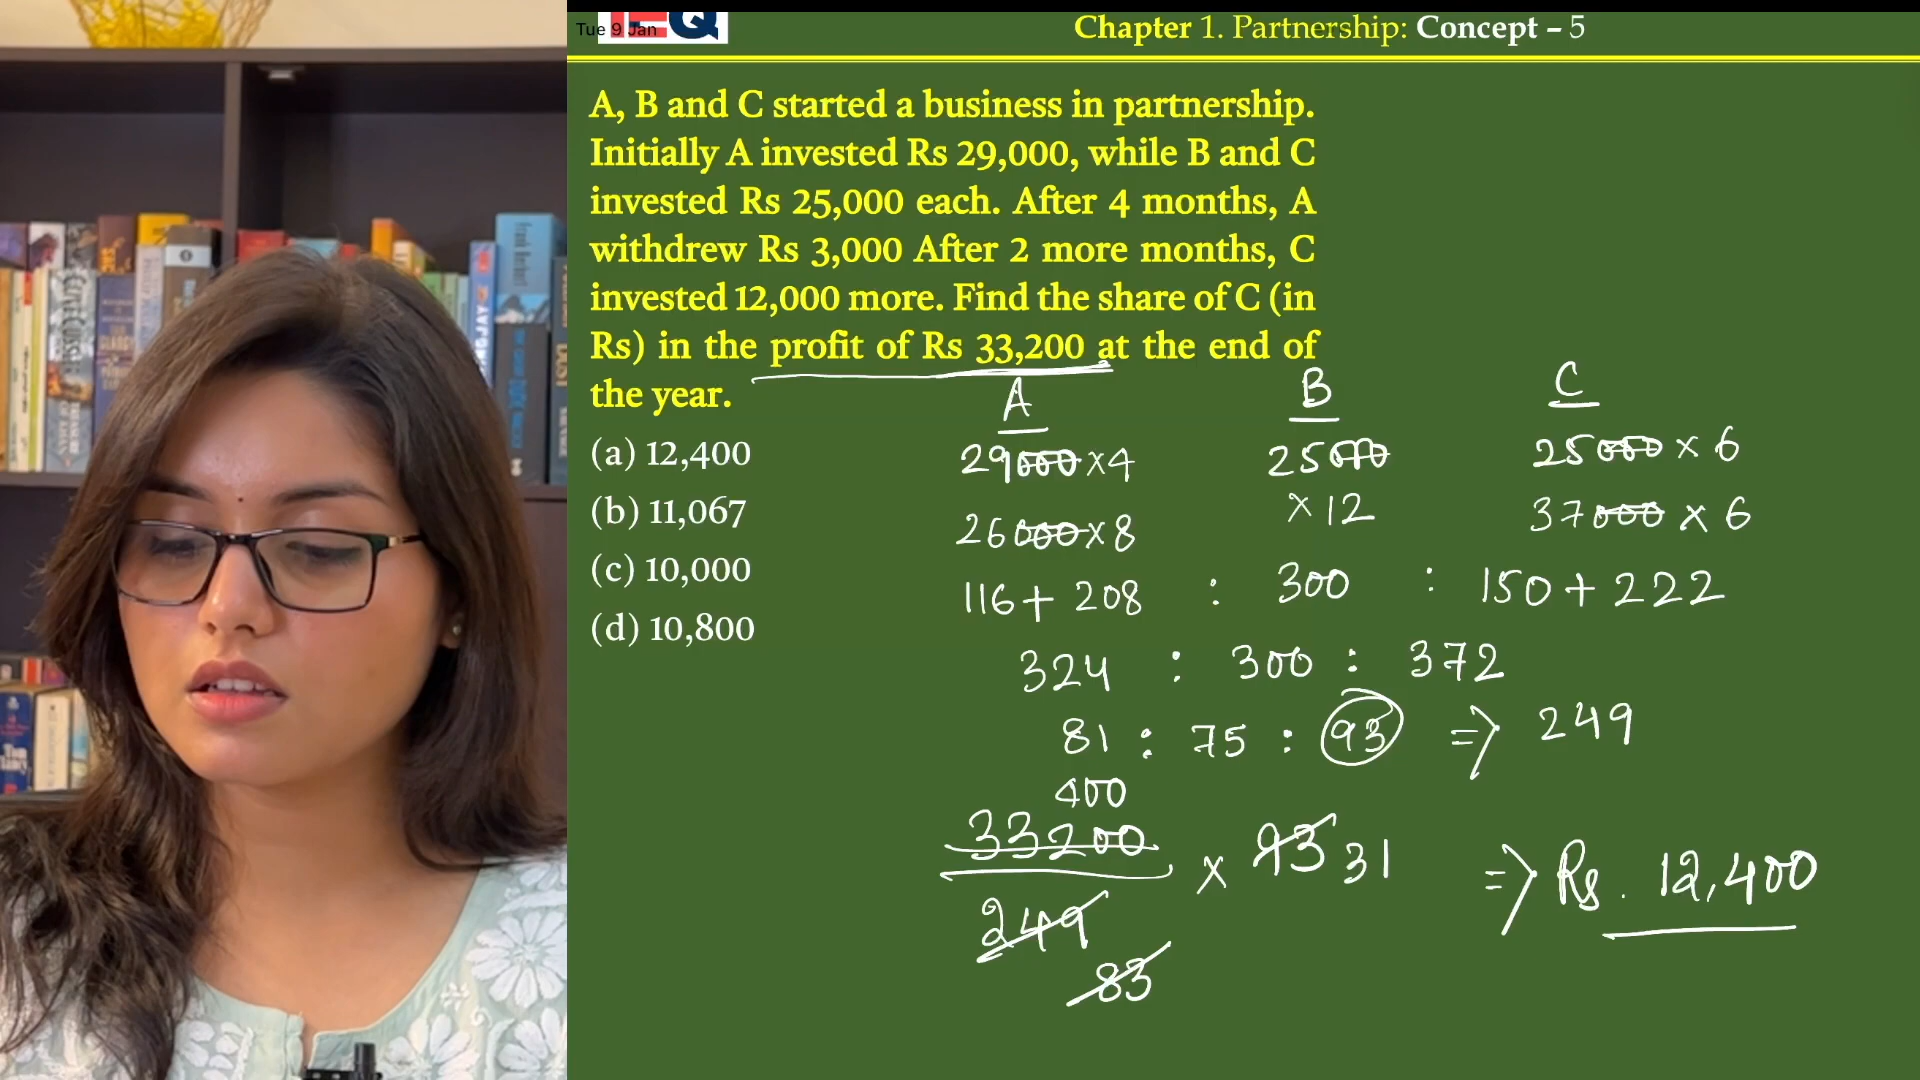 Tue 9 Jan
Chapter 1. Partnership: Concept – 5
A, B and C started a business in partnership.
Initially A invested Rs 29,000, while B and C
invested Rs 25,000 each. After 4 months, A
withdrew Rs 3,000 After 2 more months, C
invested 12,000 more. Find the share of C (in
Rs) in the profit of Rs 33,200 at the end of
the year.
(a) 12,400
(b) 11,067
(c) 10,000
(d) 10,800
A B C
29000 x4 25000 25000 x 6
26000 x8 x 12 37000 x 6
116 + 208 : 300 : 150 + 222
324 : 300 : 372
81 : 75 : 93 => 249
400
33200 x 93 31 => Rs. 12,400
249
83